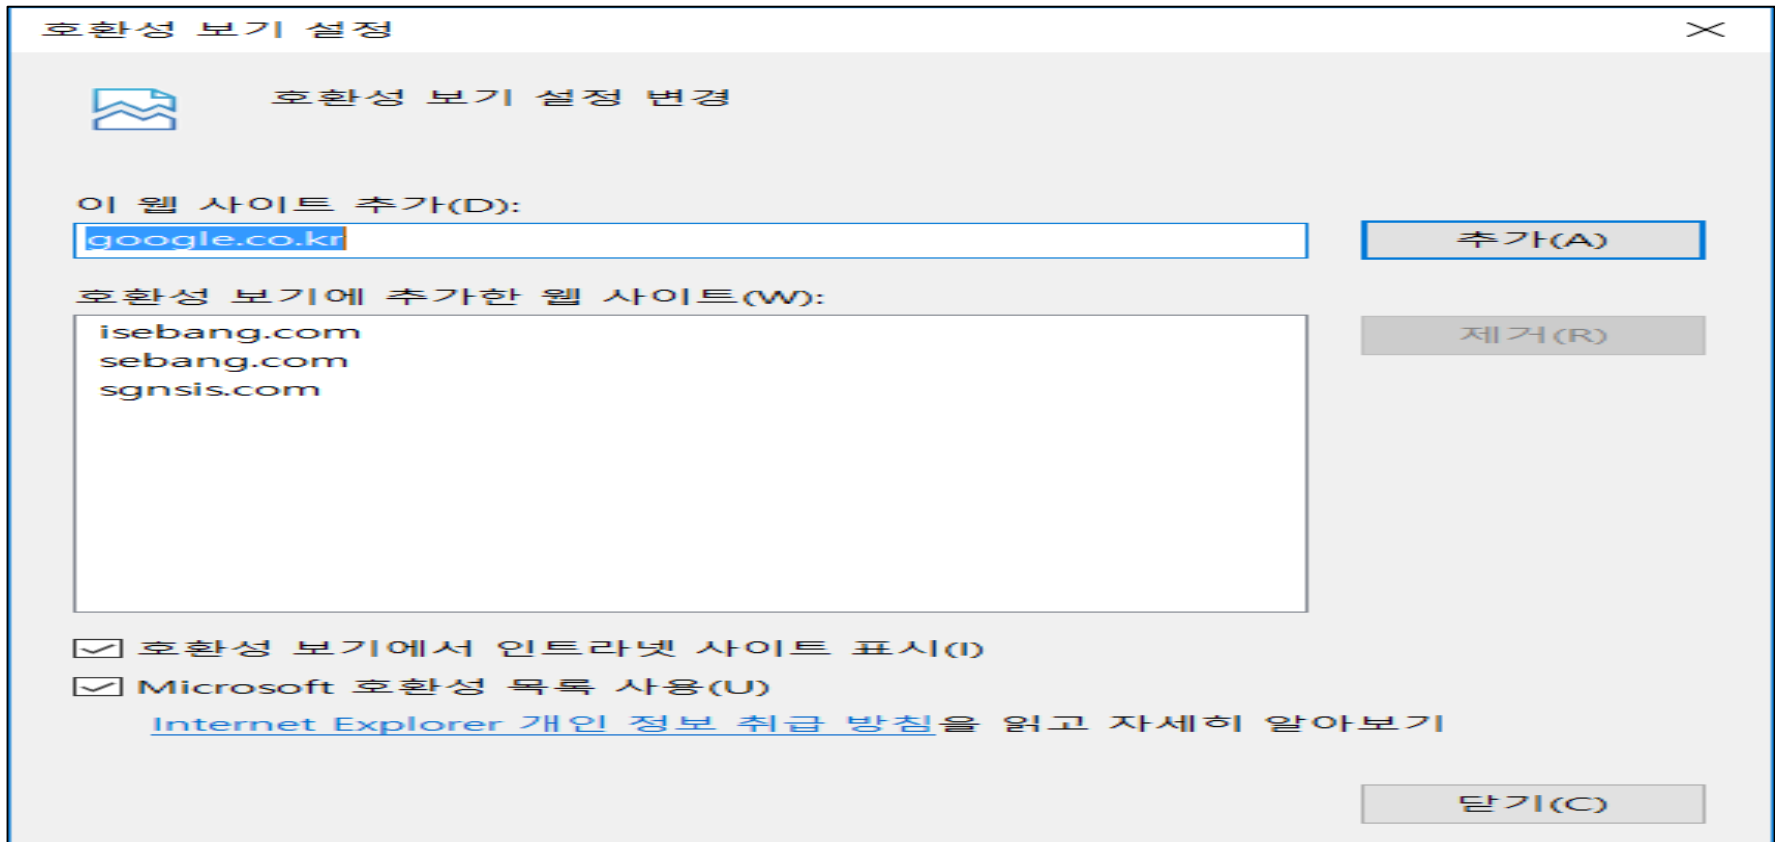 호환성 보기 설정
호환성 보기 설정 변경
이 웹 사이트 추가(D):
google.co.kr
추가(A)
호환성 보기에 추가한 웹 사이트(W):
isebang.com
제거(R)
sebang.com
sgnsis.com
호환성 보기에서 인트라넷 사이트 표시(I)
Microsoft 호환성 목록 사용(U)
Internet Explorer 개인 정보 취급 방침을 읽고 자세히 알아보기
닫기(C)